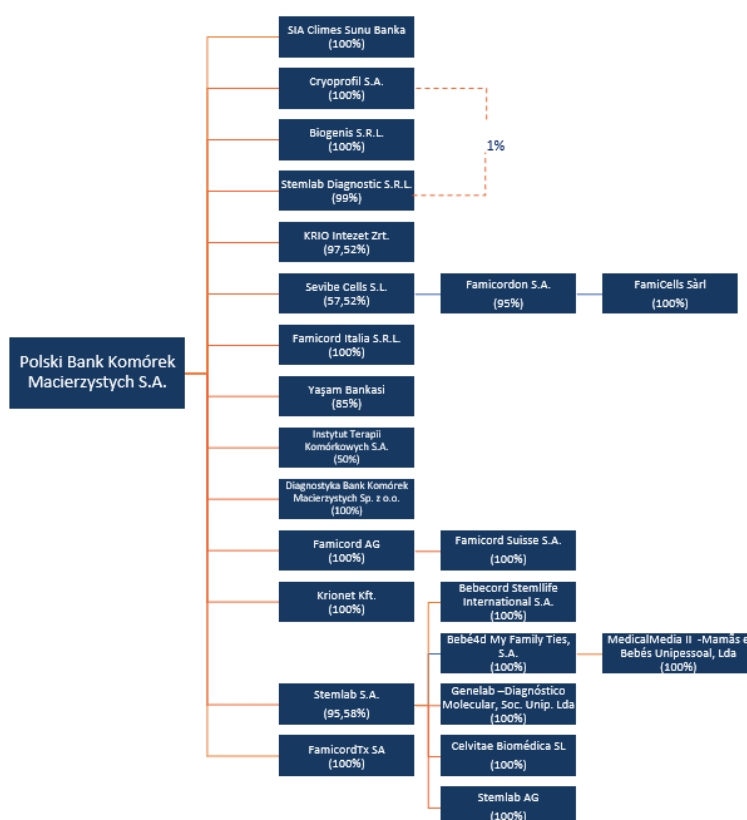 Polski Bank Komórek
Macierzystych S.A.
SIA Climes Sunu Banka
(100%)
Cryoprofil S.A.
(100%)
1%
Biogenis S.R.L.
(100%)
Stemlab Diagnostic S.R.L.
(99%)
KRIO Intezet Zrt.
(97,52%)
Sevibe Cells S.L.
(57,52%)
Famicordon S.A.
(95%)
FamiCells Sàrl
(100%)
Famicord Italia S.R.L.
(100%)
Yaşam Bankasi
(85%)
Instytut Terapii
Komórkowych S.A.
(50%)
Diagnostyka Bank Komórek
Macierzystych Sp. z o.o.
(100%)
Famicord AG
(100%)
Famicord Suisse S.A.
(100%)
Krionet Kft.
(100%)
Stemlab S.A.
(95,58%)
Bebecord Stemllife
International S.A.
(100%)
Bebé4d My Family Ties,
S.A.
(100%)
MedicalMedia II -Mamãs e
Bebés Unipessoal, Lda
(100%)
Genelab –Diagnóstico
Molecular, Soc. Unip. Lda
(100%)
Celvitae Biomédica SL
(100%)
Stemlab AG
(100%)
FamicordTx SA
(100%)